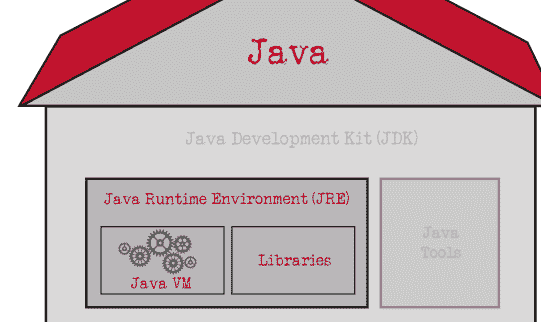 Java
Java Development Kit (JDK)
Java Runtime Environment (JRE)
Java VM
Libraries
Java
Tools